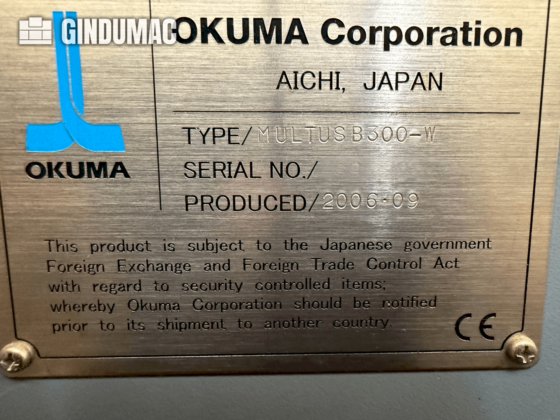 GINDUMAC
OKUMA Corporation
AICHI, JAPAN
OKUMA
TYPE/MULTUS B300-W
SERIAL NO./
PRODUCED/2006-09
This product is subject to the Japanese government
Foreign Exchange and Foreign Trade Control Act
with regard to security controlled items;
whereby Okuma Corporation should be notified
prior to its shipment to another country.
CE